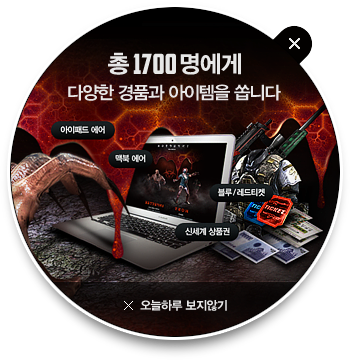 총 1700 명에게
다양한 경품과 아이템을 쏩니다
아이패드 에어
맥북 에어
블루/레드티켓
TICKET
신세계 상품권
오늘하루 보지않기